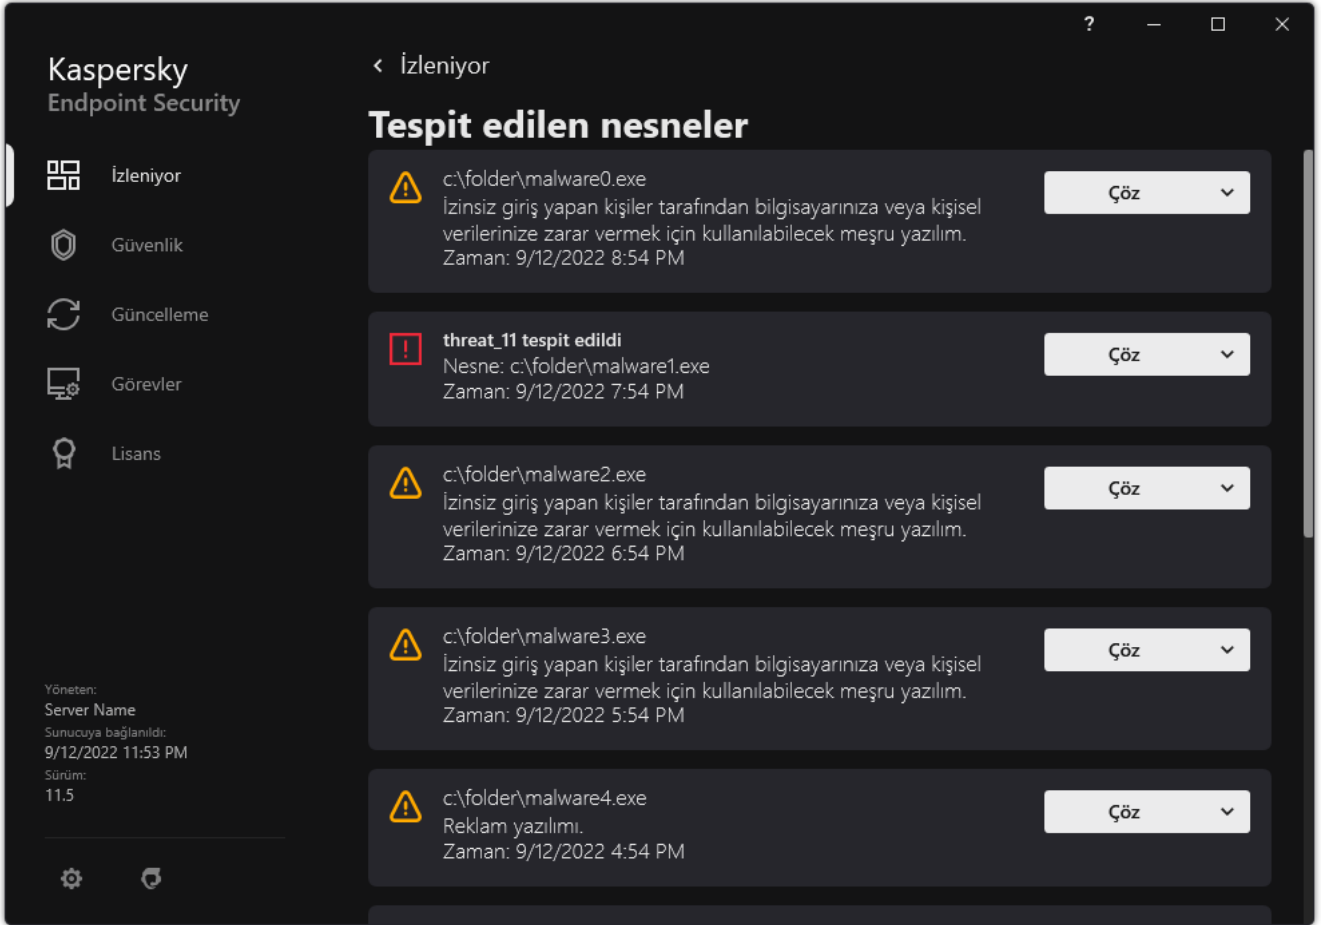 ?
Kaspersky
Endpoint Security
İzleniyor
Güvenlik
Güncelleme
Görevler
Lisans
Yöneten:
Server Name
Sunucuya bağlanıldı:
9/12/2022 11:53 PM
Sürüm:
11.5
İzleniyor
Tespit edilen nesneler
c:\folder\malware0.exe
İzinsiz giriş yapan kişiler tarafından bilgisayarınıza veya kişisel
verilerinize zarar vermek için kullanılabilecek meşru yazılım.
Zaman: 9/12/2022 8:54 PM
Çöz
threat_11 tespit edildi
Nesne: c:\folder\malware1.exe
Zaman: 9/12/2022 7:54 PM
Çöz
c:\folder\malware2.exe
İzinsiz giriş yapan kişiler tarafından bilgisayarınıza veya kişisel
verilerinize zarar vermek için kullanılabilecek meşru yazılım.
Zaman: 9/12/2022 6:54 PM
Çöz
c:\folder\malware3.exe
İzinsiz giriş yapan kişiler tarafından bilgisayarınıza veya kişisel
verilerinize zarar vermek için kullanılabilecek meşru yazılım.
Zaman: 9/12/2022 5:54 PM
Çöz
c:\folder\malware4.exe
Reklam yazılımı.
Zaman: 9/12/2022 4:54 PM
Çöz